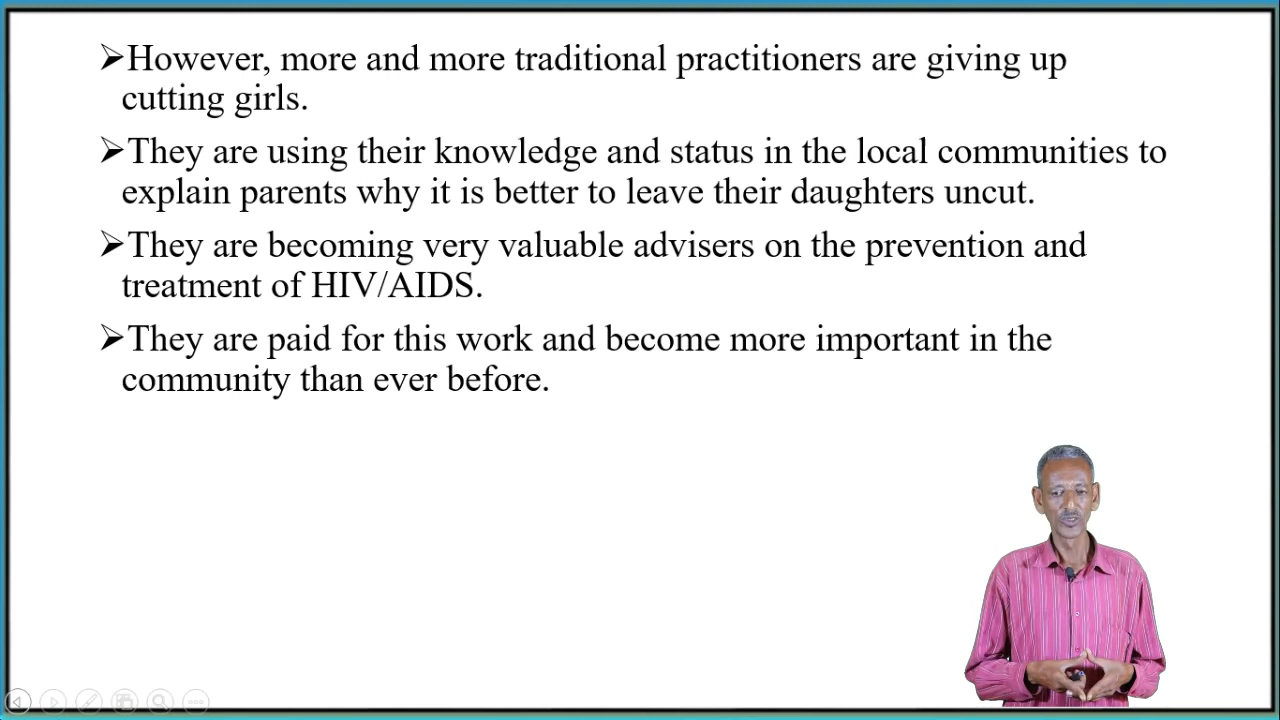 ➢However, more and more traditional practitioners are giving up
cutting girls.
➢They are using their knowledge and status in the local communities to
explain parents why it is better to leave their daughters uncut.
➢They are becoming very valuable advisers on the prevention and
treatment of HIV/AIDS.
➢They are paid for this work and become more important in the
community than ever before.